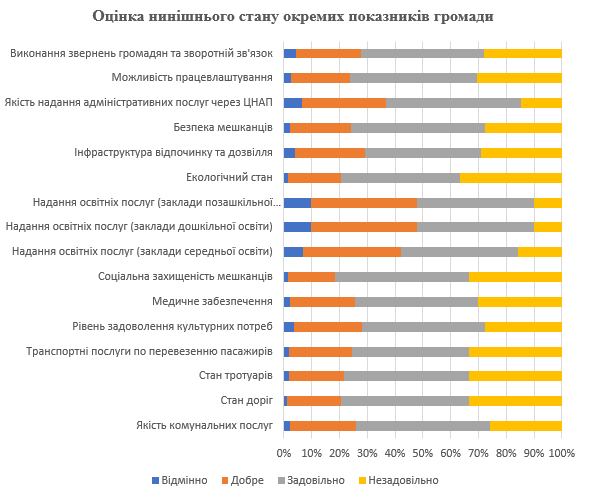 Оцінка нинішнього стану окремих показників громади
Виконання звернень громадян та зворотній зв'язок
Можливість працевлаштування
Якість надання адміністративних послуг через ЦНАП
Безпека мешканців
Інфраструктура відпочинку та дозвілля
Екологічний стан
Надання освітніх послуг (заклади позашкільної...
Надання освітніх послуг (заклади дошкільної освіти)
Надання освітніх послуг (заклади середньої освіти)
Соціальна захищеність мешканців
Медичне забезпечення
Рівень задоволення культурних потреб
Транспортні послуги по перевезенню пасажирів
Стан тротуарів
Стан доріг
Якість комунальних послуг
0% 10% 20% 30% 40% 50% 60% 70% 80% 90% 100%
Відмінно Добре Задовільно Незадовільно